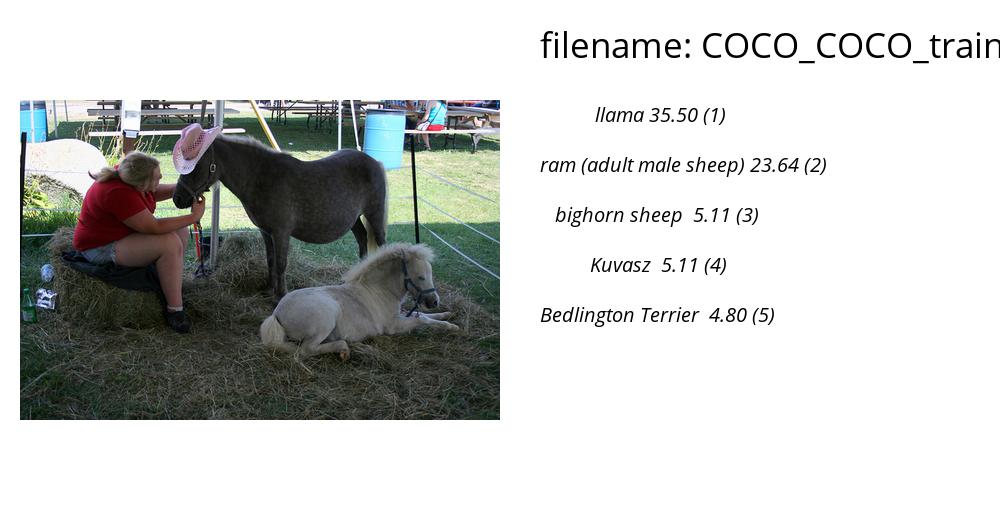 filename: COCO_COCO_train
llama 35.50 (1)
ram (adult male sheep) 23.64 (2)
bighorn sheep 5.11 (3)
Kuvasz 5.11 (4)
Bedlington Terrier 4.80 (5)